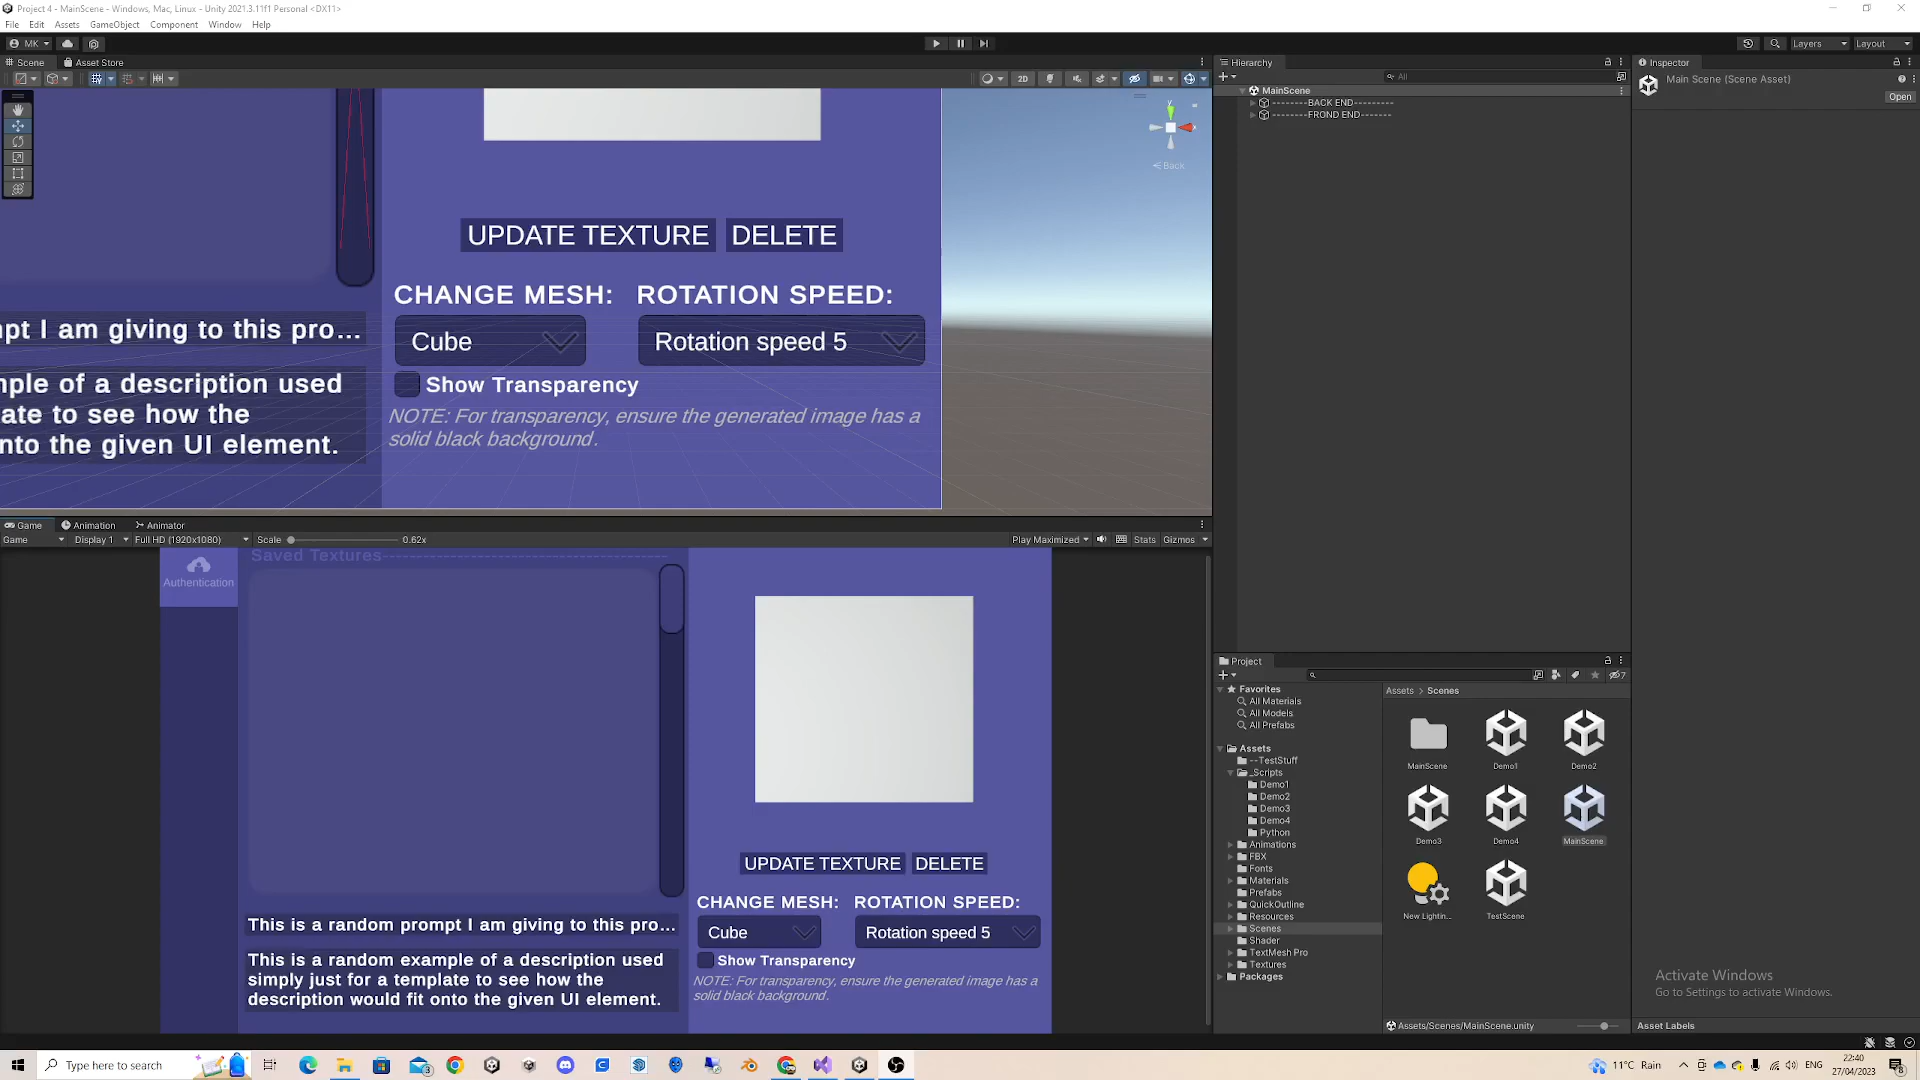 Project 4 - MainScene - Windows, Mac, Linux - Unity 2021.3.11f1 Personal <DX11>
File Edit Assets GameObject Component Window Help
MK Layers Layout
Scene Asset Store
2D
Back
UPDATE TEXTURE DELETE
CHANGE MESH: ROTATION SPEED:
Cube Rotation speed 5
Show Transparency
NOTE: For transparency, ensure the generated image has a
solid black background.
pt I am giving to this pro...
ple of a description used
ate to see how the
nto the given UI element.
Game Animation Animator
Game Display 1 Full HD (1920x1080) Scale 0.62x Play Maximized Stats Gizmos
Authentication
Saved Textures
UPDATE TEXTURE DELETE
CHANGE MESH: ROTATION SPEED:
Cube Rotation speed 5
Show Transparency
NOTE: For transparency, ensure the generated image has a
solid black background.
This is a random prompt I am giving to this pro...
This is a random example of a description used
simply just for a template to see how the
description would fit onto the given UI element.
Hierarchy
All
MainScene
--------BACK END---------
--------FROND END-------
Inspector
Main Scene (Scene Asset)
Open
Project
7
Favorites
All Materials
All Models
All Prefabs
Assets
--TestStuff
_Scripts
Demo1
Demo2
Demo3
Demo4
Python
Animations
FBX
Fonts
Materials
Prefabs
QuickOutline
Resources
Scenes
Shader
TextMesh Pro
Textures
Packages
Assets > Scenes
MainScene Demo1 Demo2
Demo3 Demo4 MainScene
New Lightin... TestScene
Assets/Scenes/MainScene.unity
Activate Windows
Go to Settings to activate Windows.
Asset Labels
Type here to search
3
11°C Rain
ENG
22:40
27/04/2023
8